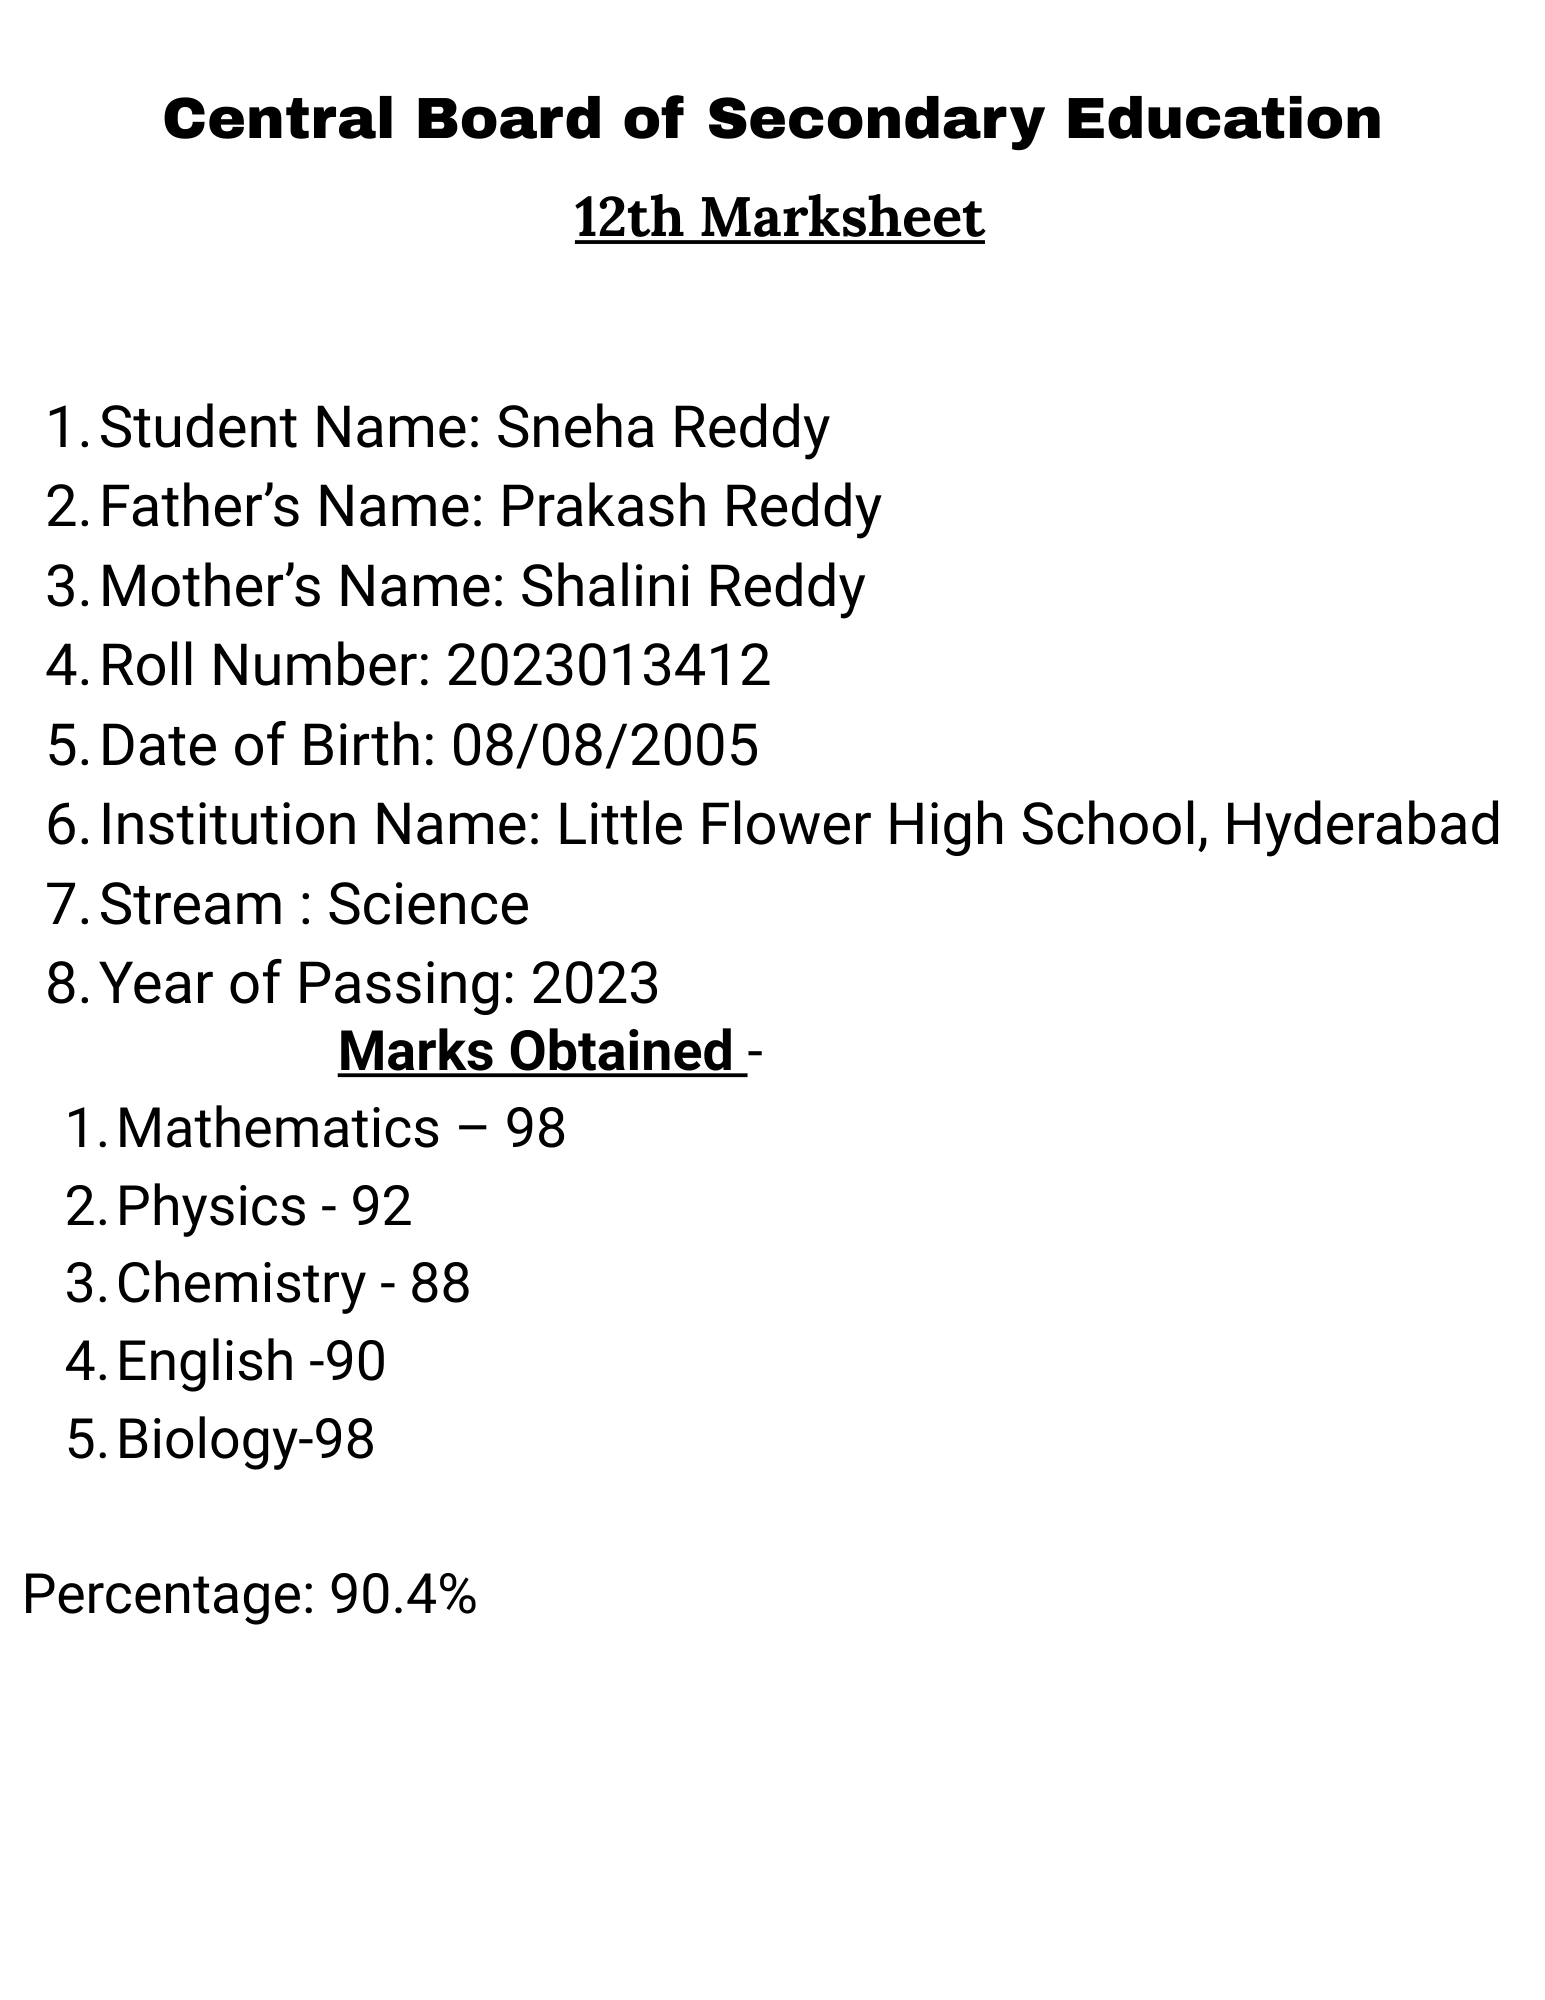 Central Board of Secondary Education
12th Marksheet
1. Student Name: Sneha Reddy
2. Father’s Name: Prakash Reddy
3. Mother’s Name: Shalini Reddy
4. Roll Number: 2023013412
5. Date of Birth: 08/08/2005
6. Institution Name: Little Flower High School, Hyderabad
7. Stream : Science
8. Year of Passing: 2023
Marks Obtained -
1. Mathematics – 98
2. Physics - 92
3. Chemistry - 88
4. English -90
5. Biology-98
Percentage: 90.4%